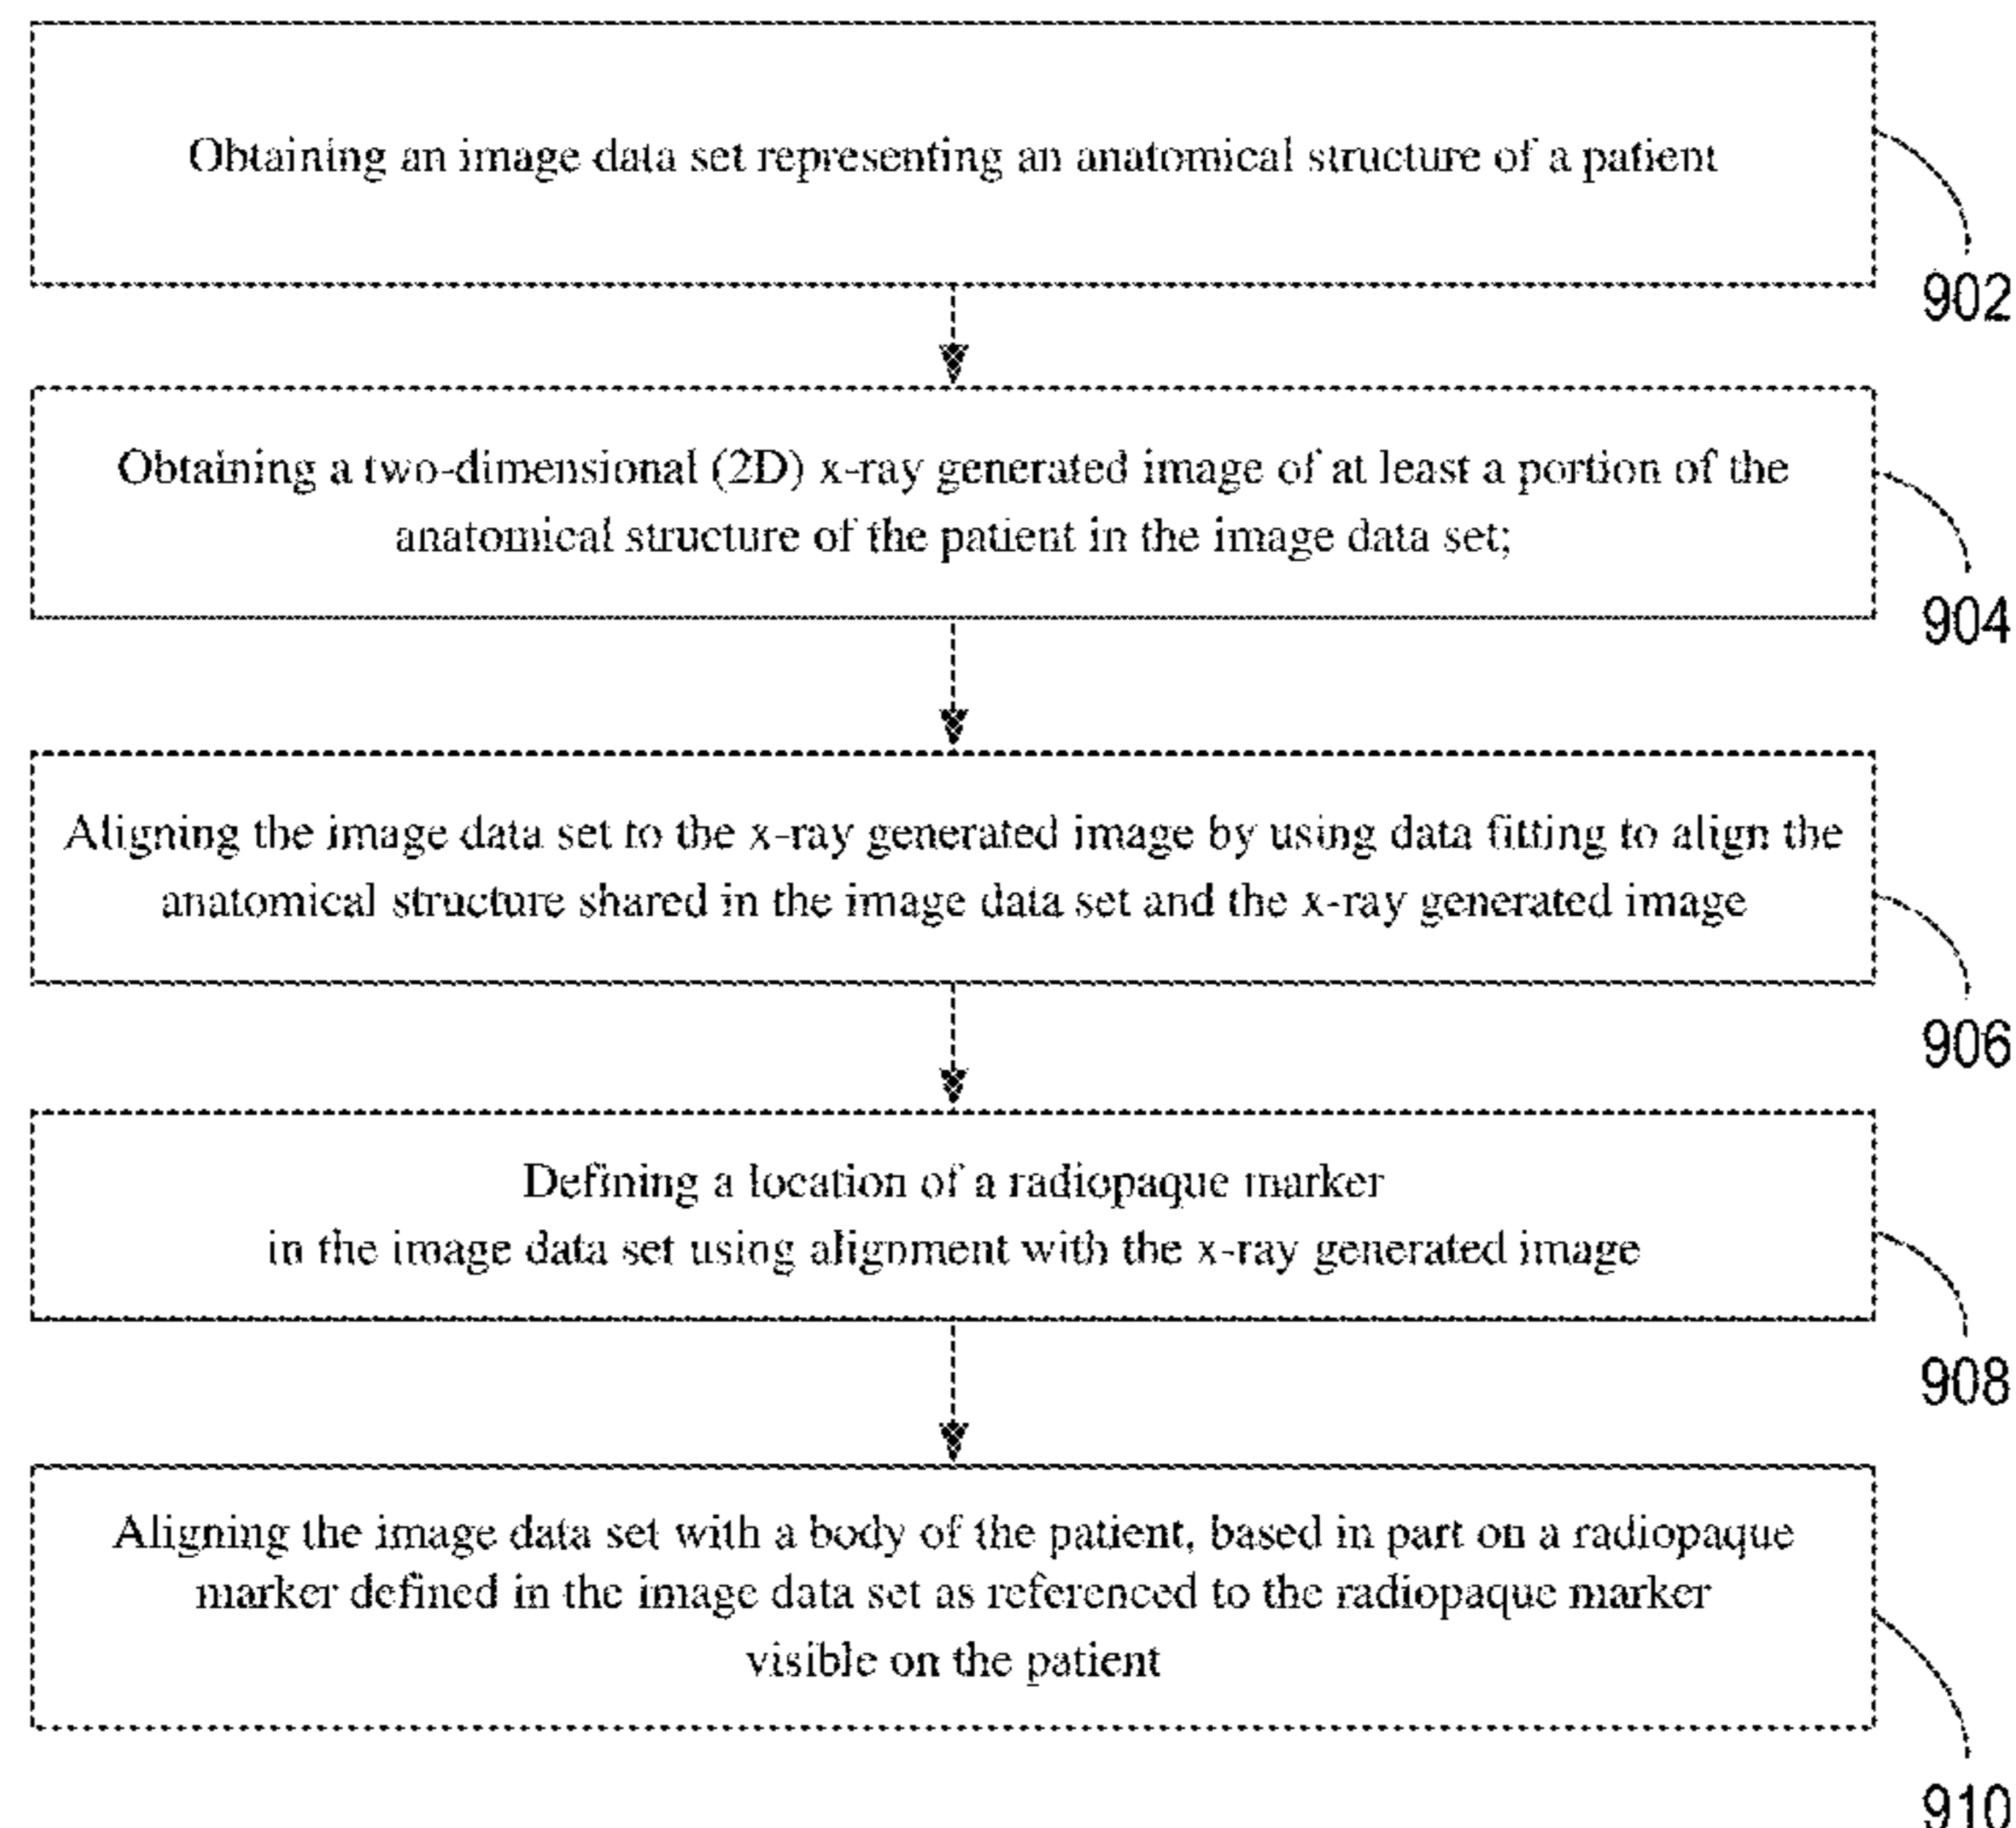 Obtaining an image data set representing an anatomical structure of a patient
902
Obtaining a two-dimensional (2D) x-ray generated image of at least a portion of the
anatomical structure of the patient in the image data set;
904
Aligning the image data set to the x-ray generated image by using data fitting to align the
anatomical structure shared in the image data set and the x-ray generated image
906
Defining a location of a radiopaque marker
in the image data set using alignment with the x-ray generated image
908
Aligning the image data set with a body of the patient, based in part on a radiopaque
marker defined in the image data set as referenced to the radiopaque marker
visible on the patient
910